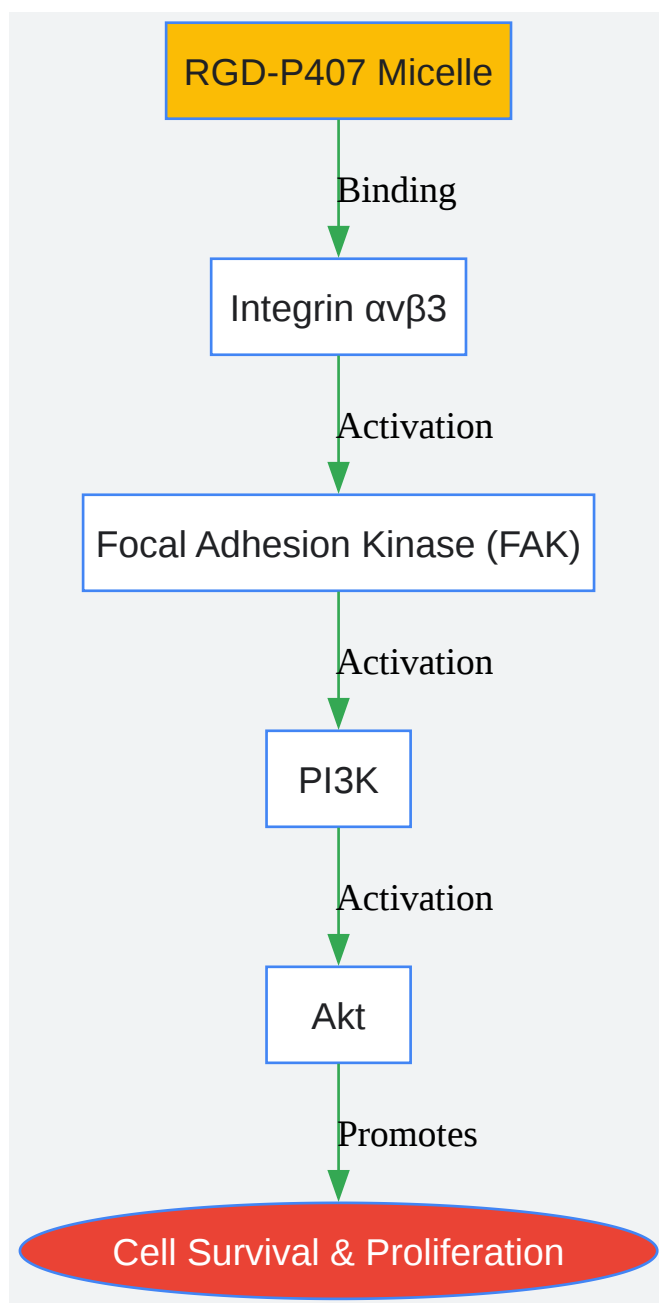 RGD-P407 Micelle
Binding
Integrin αvβ3
Activation
Focal Adhesion Kinase (FAK)
Activation
PI3K
Activation
Akt
Promotes
Cell Survival & Proliferation